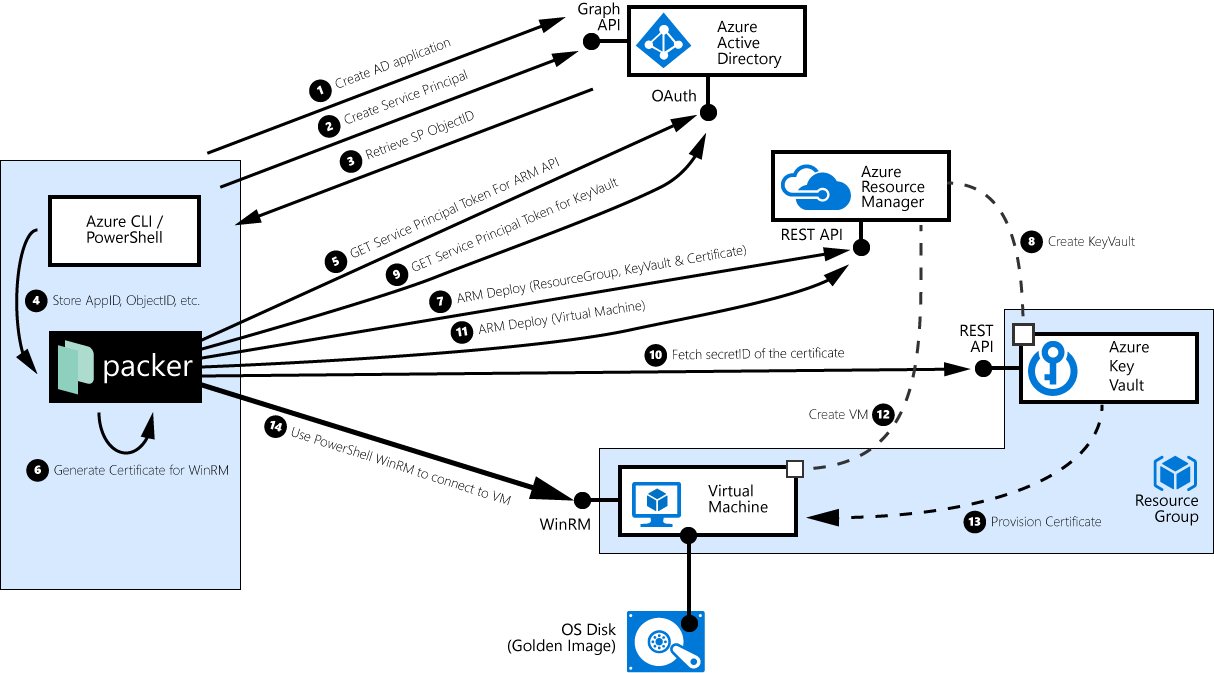 Graph
API
Azure
Active
Directory
OAuth
1 Create AD application
2 Create Service Principal
3 Retrieve SP ObjectID
Azure CLI /
PowerShell
4 Store AppID, ObjectID, etc.
packer
6 Generate Certificate for WinRM
5 GET Service Principal Token For ARM API
9 GET Service Principal Token for KeyVault
7 ARM Deploy (ResourceGroup, KeyVault & Certificate)
11 ARM Deploy (Virtual Machine)
10 Fetch secretID of the certificate
14 Use PowerShell WinRM to connect to VM
Azure
Resource
Manager
REST API
8 Create KeyVault
REST
API
Azure
Key
Vault
Create VM 12
13 Provision Certificate
Resource
Group
Virtual
Machine
WinRM
OS Disk
(Golden Image)